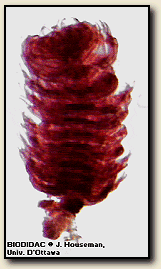 BIODIDAC © J. Houseman,
Univ. D'Ottawa